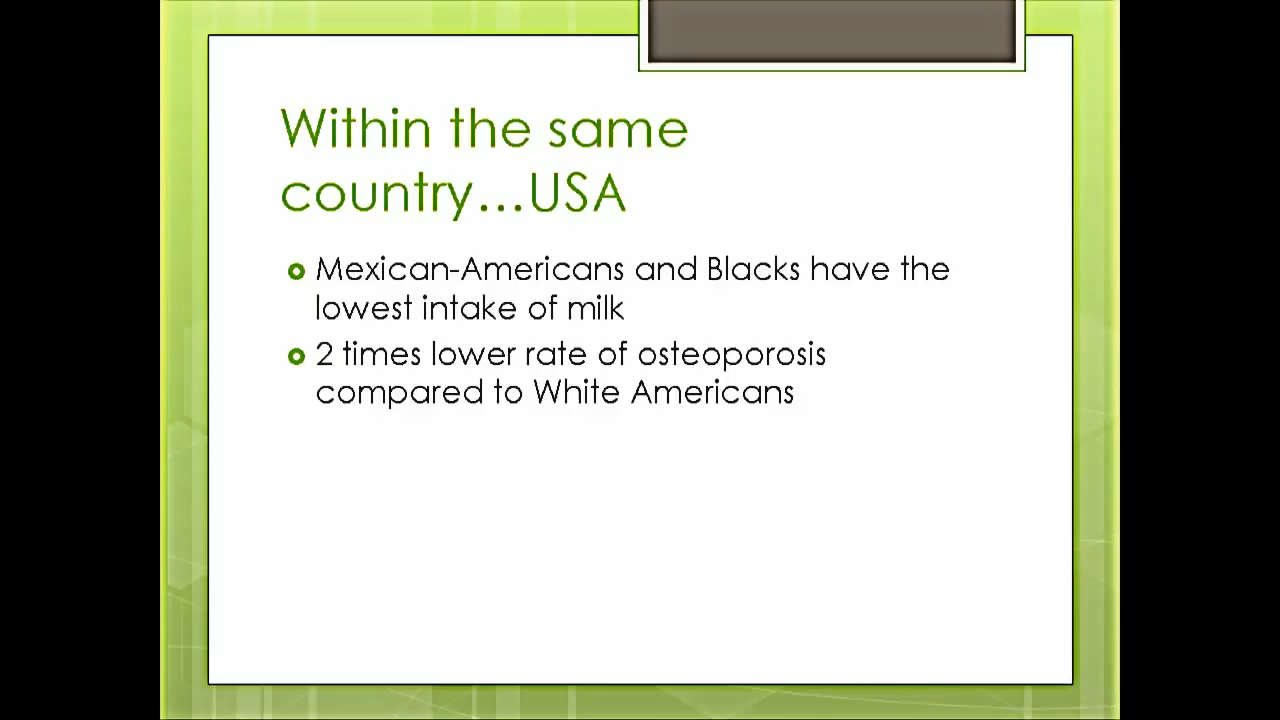 Within the same
country...USA
Mexican-Americans and Blacks have the
lowest intake of milk
2 times lower rate of osteoporosis
compared to White Americans